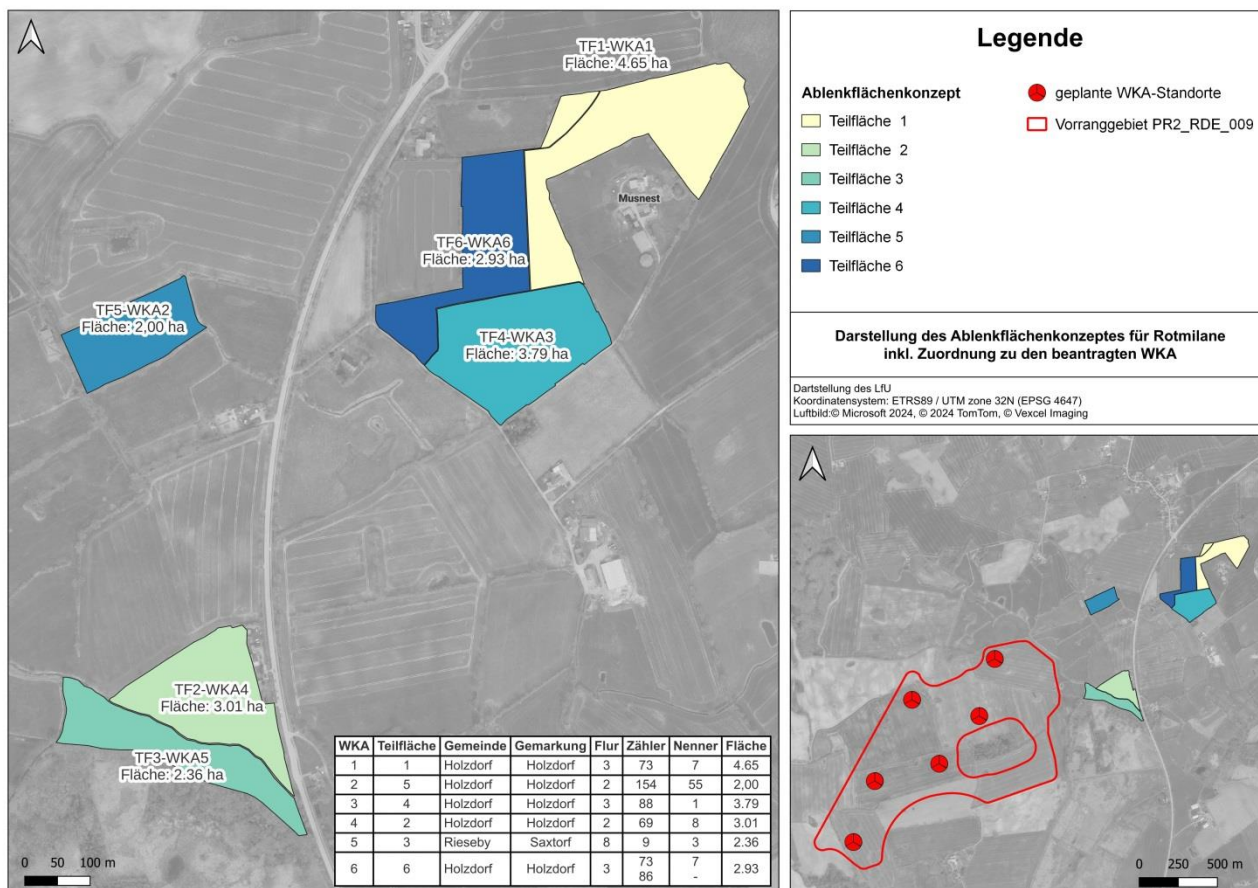 TF1-WKA1
Fläche: 4.65 ha
Musnest
TF6-WKA6
Fläche: 2.93 ha
TF5-WKA2
Fläche: 2,00 ha
TF4-WKA3
Fläche: 3.79 ha
TF2-WKA4
Fläche: 3.01 ha
TF3-WKA5
Fläche: 2.36 ha
0 50 100 m
WKA Teilfläche Gemeinde Gemarkung Flur Zähler Nenner Fläche
1 1 Holzdorf Holzdorf 3 73 7 4.65
2 5 Holzdorf Holzdorf 2 154 55 2,00
3 4 Holzdorf Holzdorf 3 88 1 3.79
4 2 Holzdorf Holzdorf 2 69 8 3.01
5 3 Rieseby Saxtorf 8 9 3 2.36
6 6 Holzdorf Holzdorf 3 73 7 2.93
86 -
Legende
Ablenkflächenkonzept
Teilfläche 1
Teilfläche 2
Teilfläche 3
Teilfläche 4
Teilfläche 5
Teilfläche 6
geplante WKA-Standorte
Vorranggebiet PR2_RDE_009
Darstellung des Ablenkflächenkonzeptes für Rotmilane
inkl. Zuordnung zu den beantragten WKA
Dartstellung des LfU
Koordinatensystem: ETRS89 / UTM zone 32N (EPSG 4647)
Luftbild:© Microsoft 2024, © 2024 TomTom, © Vexcel Imaging
0 250 500 m